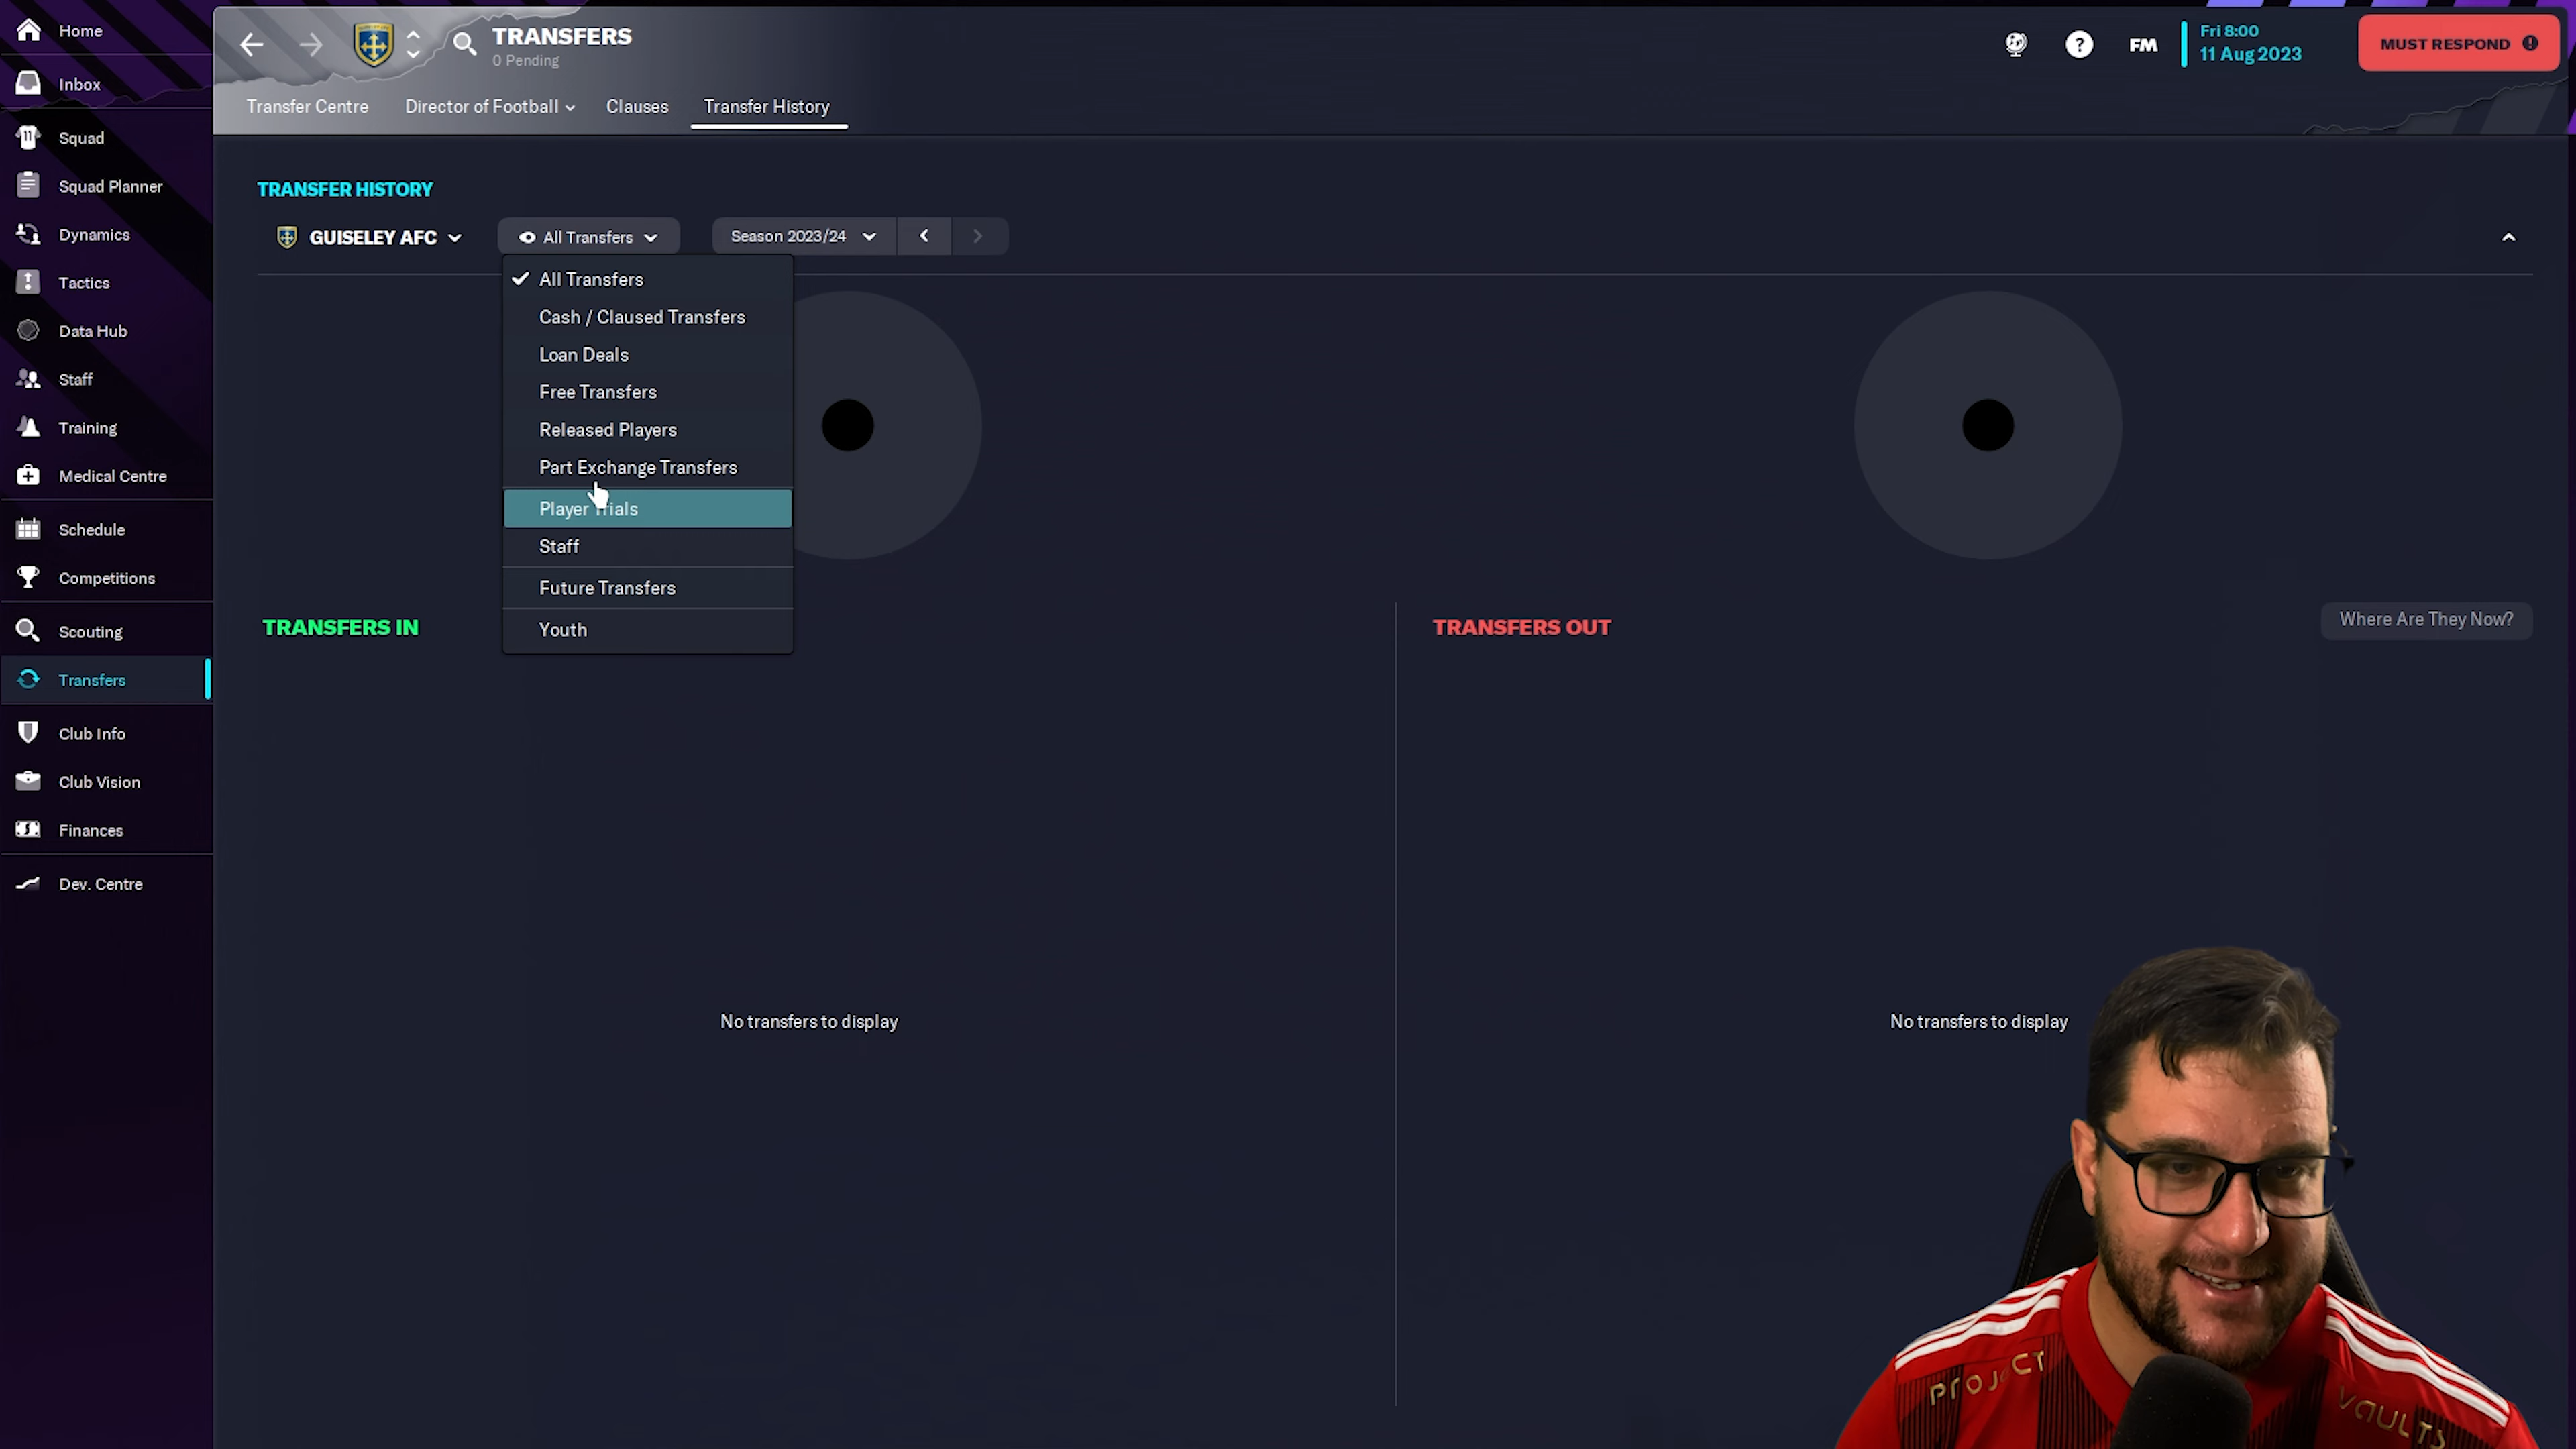 Home
Inbox
Squad
Squad Planner
Dynamics
Tactics
Data Hub
Staff
Training
Medical Centre
Schedule
Competitions
Scouting
Transfers
Club Info
Club Vision
Finances
Dev. Centre
TRANSFERS
0 Pending
FM
Fri 8:00
11 Aug 2023
MUST RESPOND
Transfer Centre Director of Football Clauses Transfer History
TRANSFER HISTORY
GUISELEY AFC All Transfers Season 2023/24
All Transfers
Cash / Claused Transfers
Loan Deals
Free Transfers
Released Players
Part Exchange Transfers
Player Trials
Staff
Future Transfers
Youth
TRANSFERS IN
No transfers to display
TRANSFERS OUT
Where Are They Now?
No transfers to display
PROJECT
VAULTS